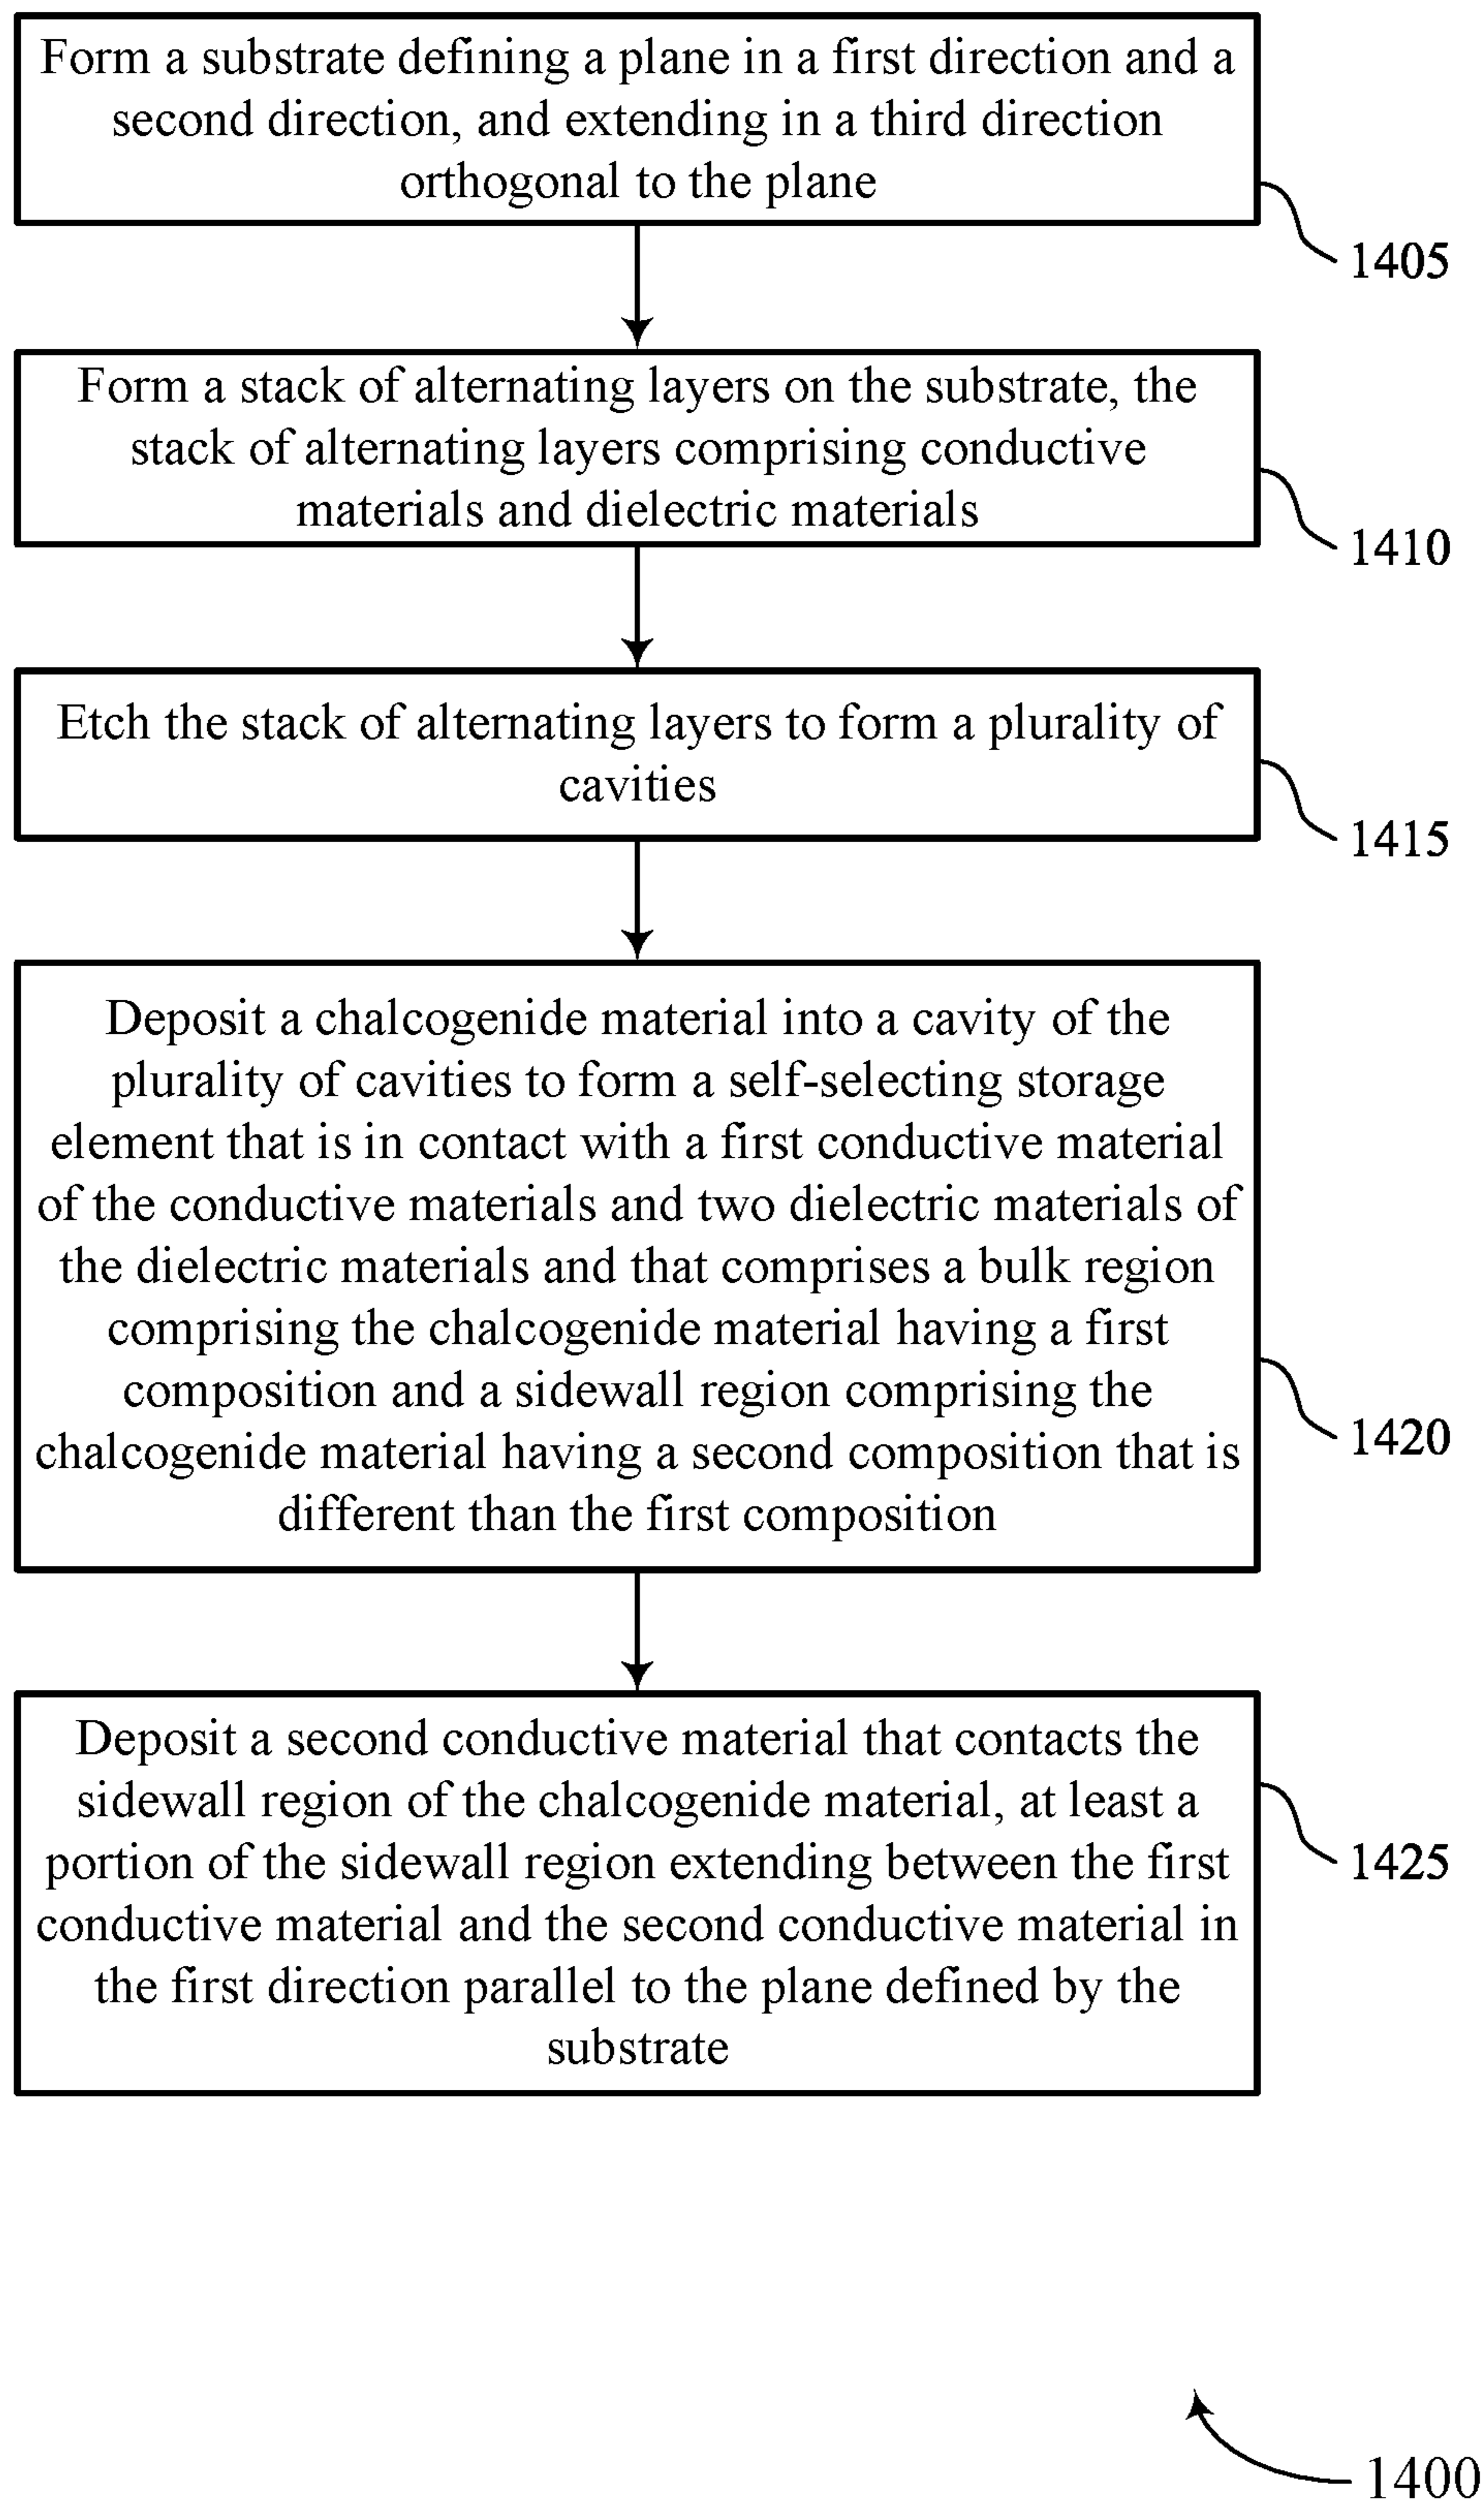 Form a substrate defining a plane in a first direction and a
second direction, and extending in a third direction
orthogonal to the plane
1405
Form a stack of alternating layers on the substrate, the
stack of alternating layers comprising conductive
materials and dielectric materials
1410
Etch the stack of alternating layers to form a plurality of
cavities
1415
Deposit a chalcogenide material into a cavity of the
plurality of cavities to form a self-selecting storage
element that is in contact with a first conductive material
of the conductive materials and two dielectric materials of
the dielectric materials and that comprises a bulk region
comprising the chalcogenide material having a first
composition and a sidewall region comprising the
chalcogenide material having a second composition that is
different than the first composition
1420
Deposit a second conductive material that contacts the
sidewall region of the chalcogenide material, at least a
portion of the sidewall region extending between the first
conductive material and the second conductive material in
the first direction parallel to the plane defined by the
substrate
1425
1400